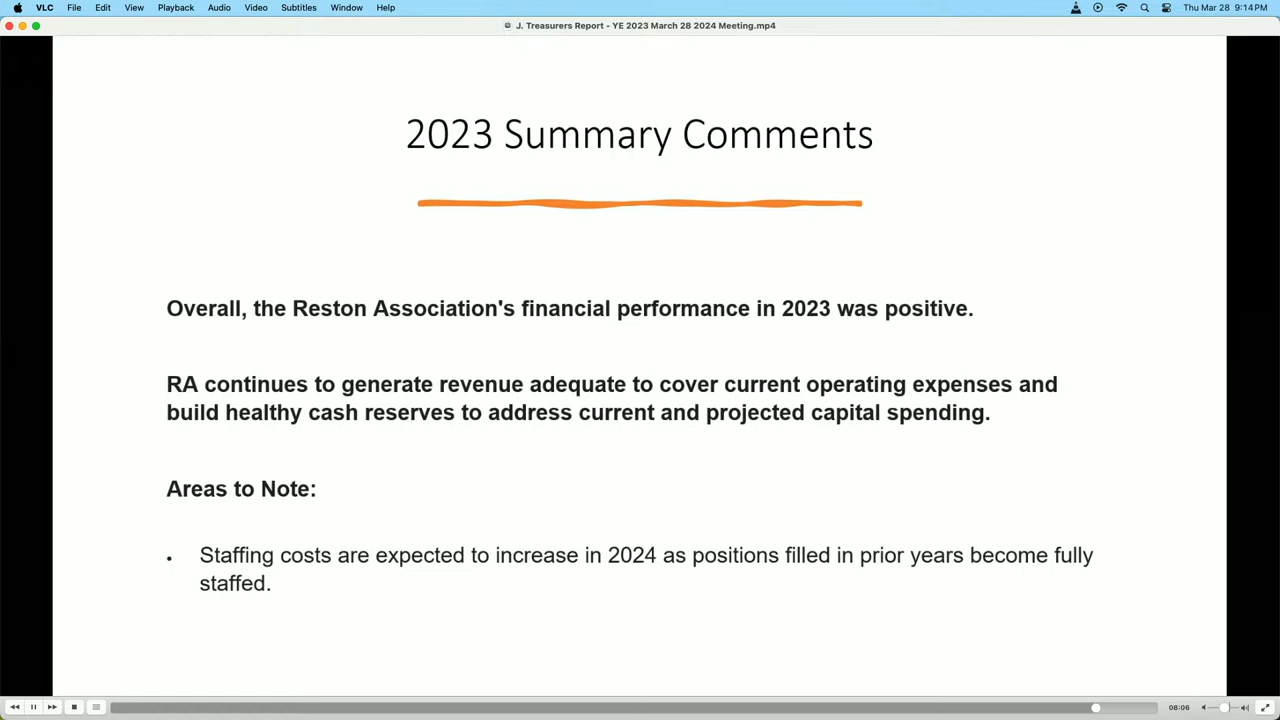 VLC File Edit View Playback Audio Video Subtitles Window Help Thu Mar 28 9:14 PM
J. Treasurers Report - YE 2023 March 28 2024 Meeting.mp4
2023 Summary Comments
Overall, the Reston Association's financial performance in 2023 was positive.
RA continues to generate revenue adequate to cover current operating expenses and
build healthy cash reserves to address current and projected capital spending.
Areas to Note:
• Staffing costs are expected to increase in 2024 as positions filled in prior years become fully
staffed.
08:06